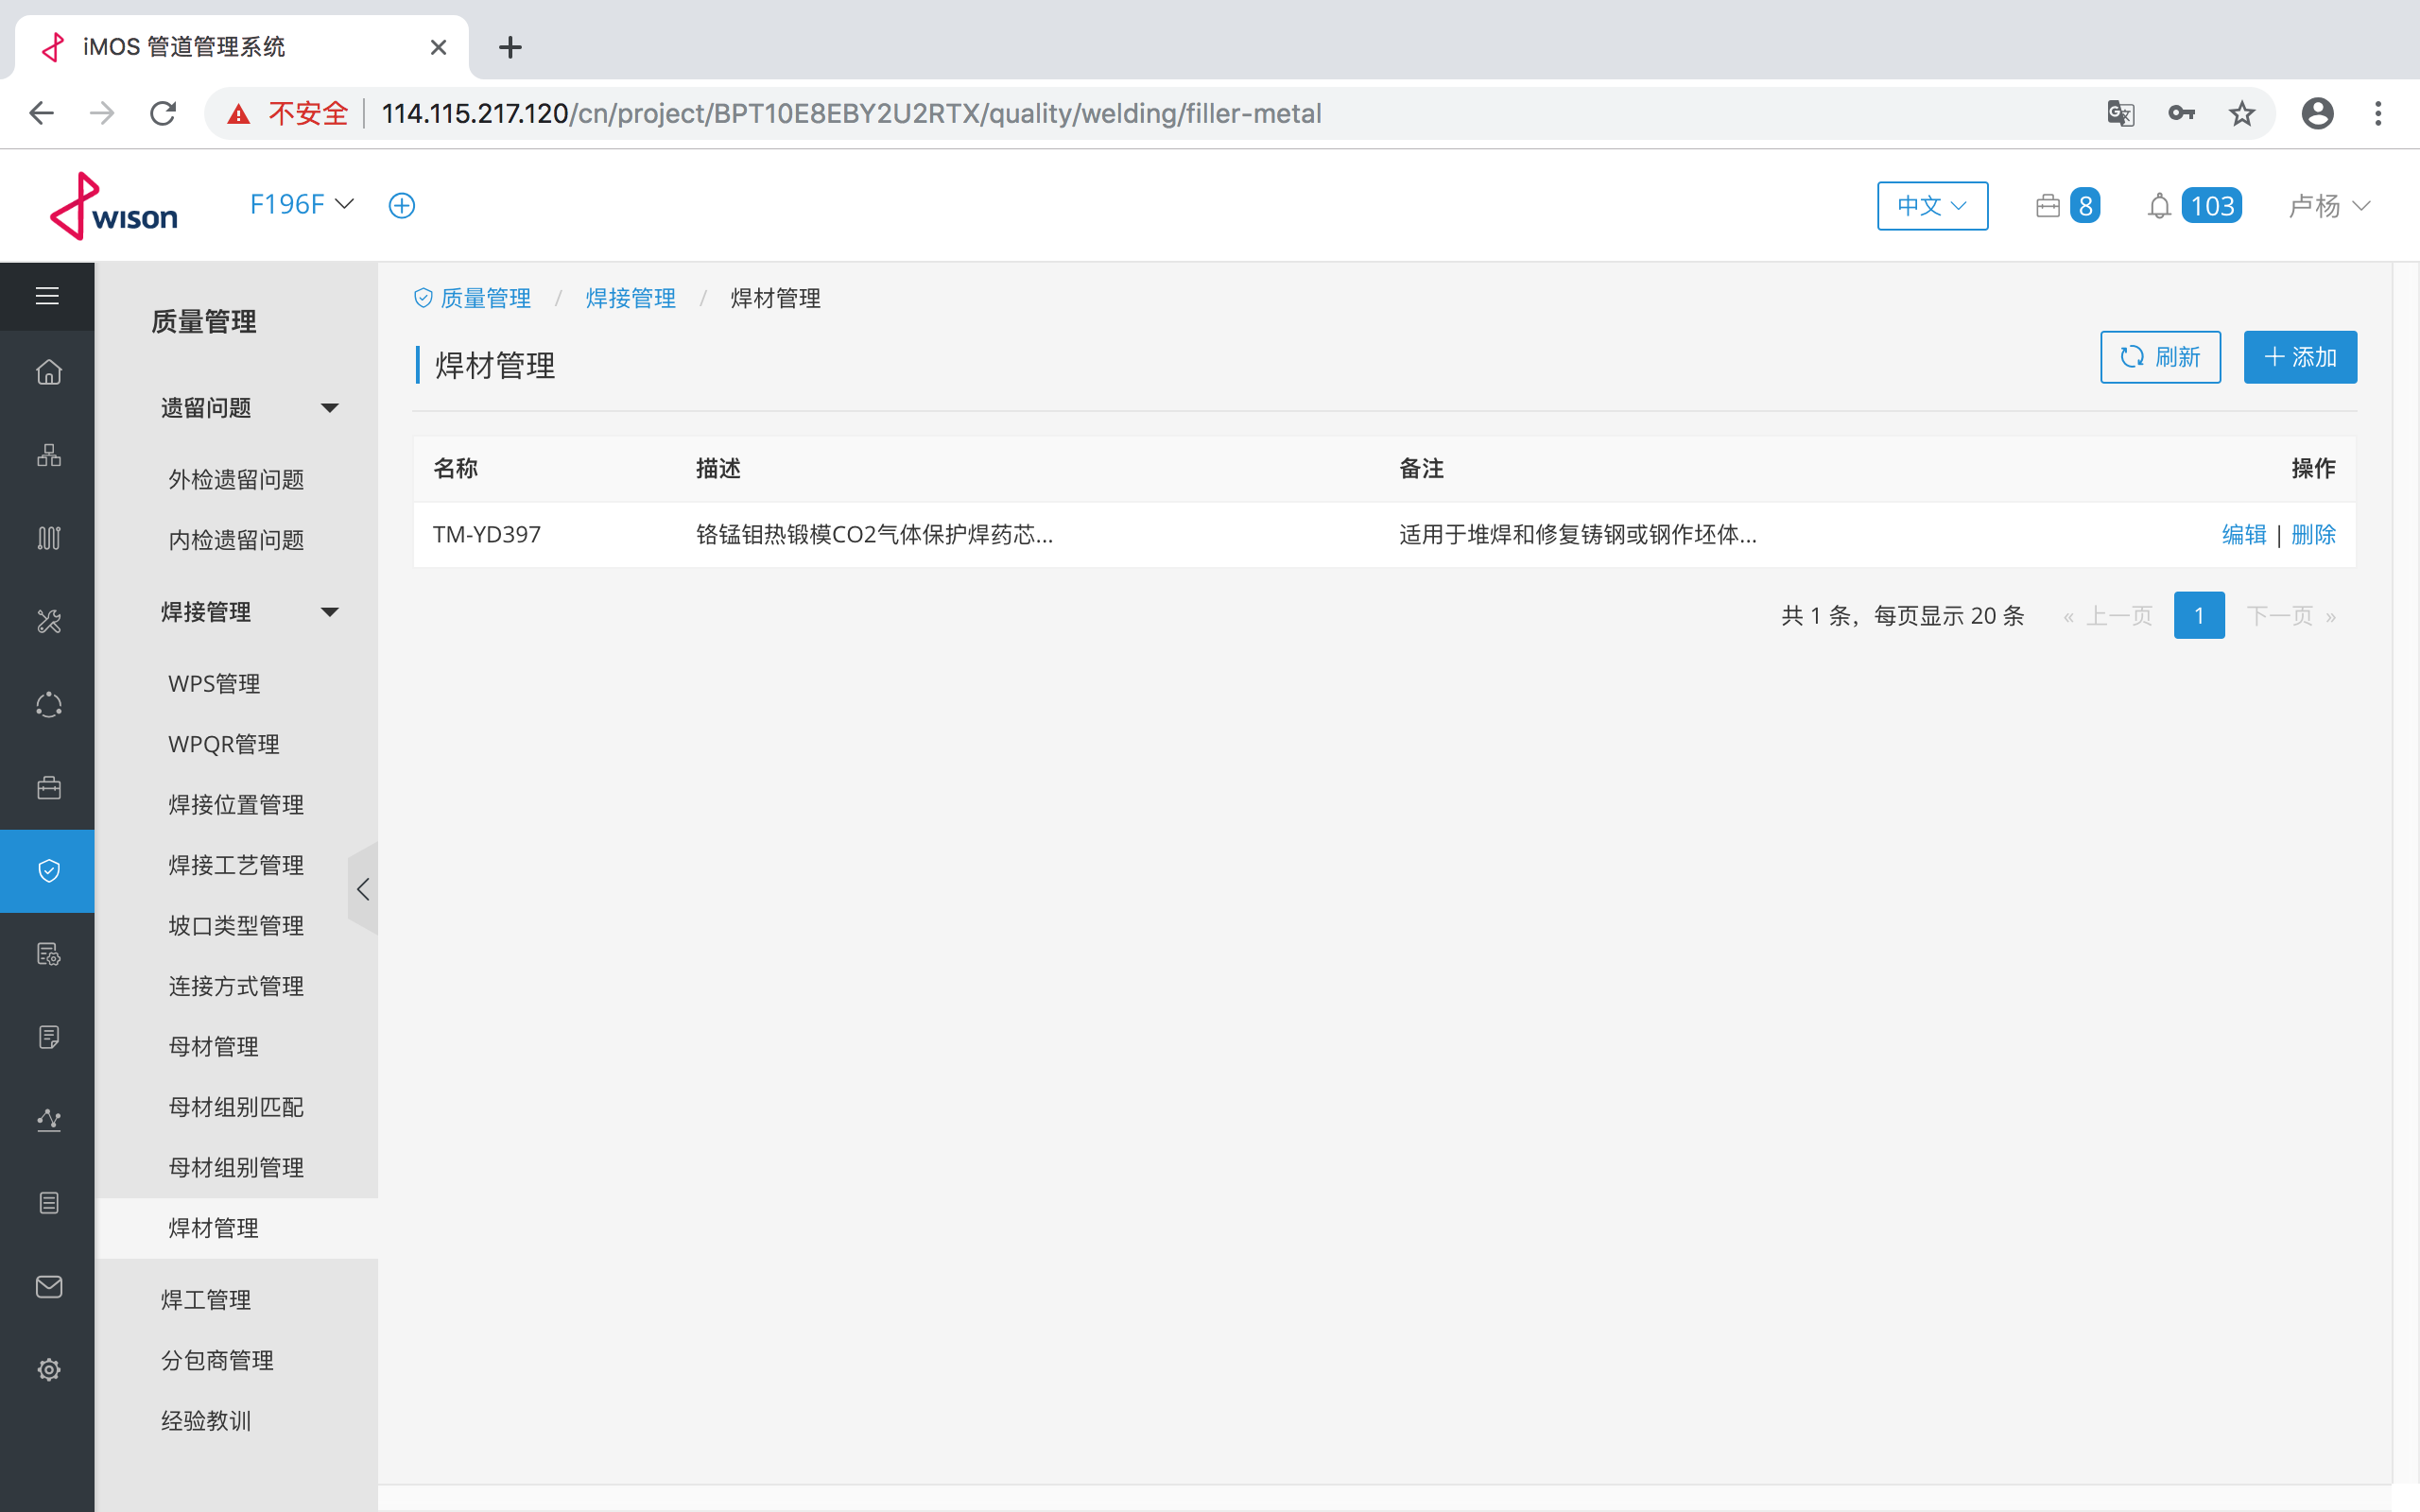 iMOS 管道管理系统
不安全 114.115.217.120/cn/project/BPT10E8EBY2U2RTX/quality/welding/filler-metal
wison F196F 中文 8 103 卢杨
质量管理 / 焊接管理 / 焊材管理
焊材管理 刷新 添加
名称 描述 备注 操作
TM-YD397 铬锰钼热锻模CO2气体保护焊药芯... 适用于堆焊和修复铸钢或钢作坯体... 编辑 | 删除
共 1 条，每页显示 20 条 « 上一页 1 下一页 »
质量管理
遗留问题
外检遗留问题
内检遗留问题
焊接管理
WPS管理
WPQR管理
焊接位置管理
焊接工艺管理
坡口类型管理
连接方式管理
母材管理
母材组别匹配
母材组别管理
焊材管理
焊工管理
分包商管理
经验教训